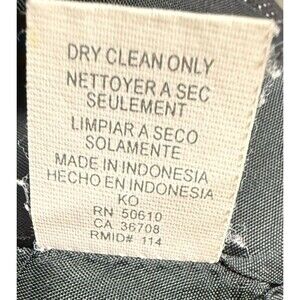 DRY CLEAN ONLY
NETTOYER A SEC
SEULEMENT
LIMPIAR A SECO
SOLAMENTE
MADE IN INDONESIA
HECHO EN INDONESIA
KO
RN 50610
CA 36708
RMID# 114